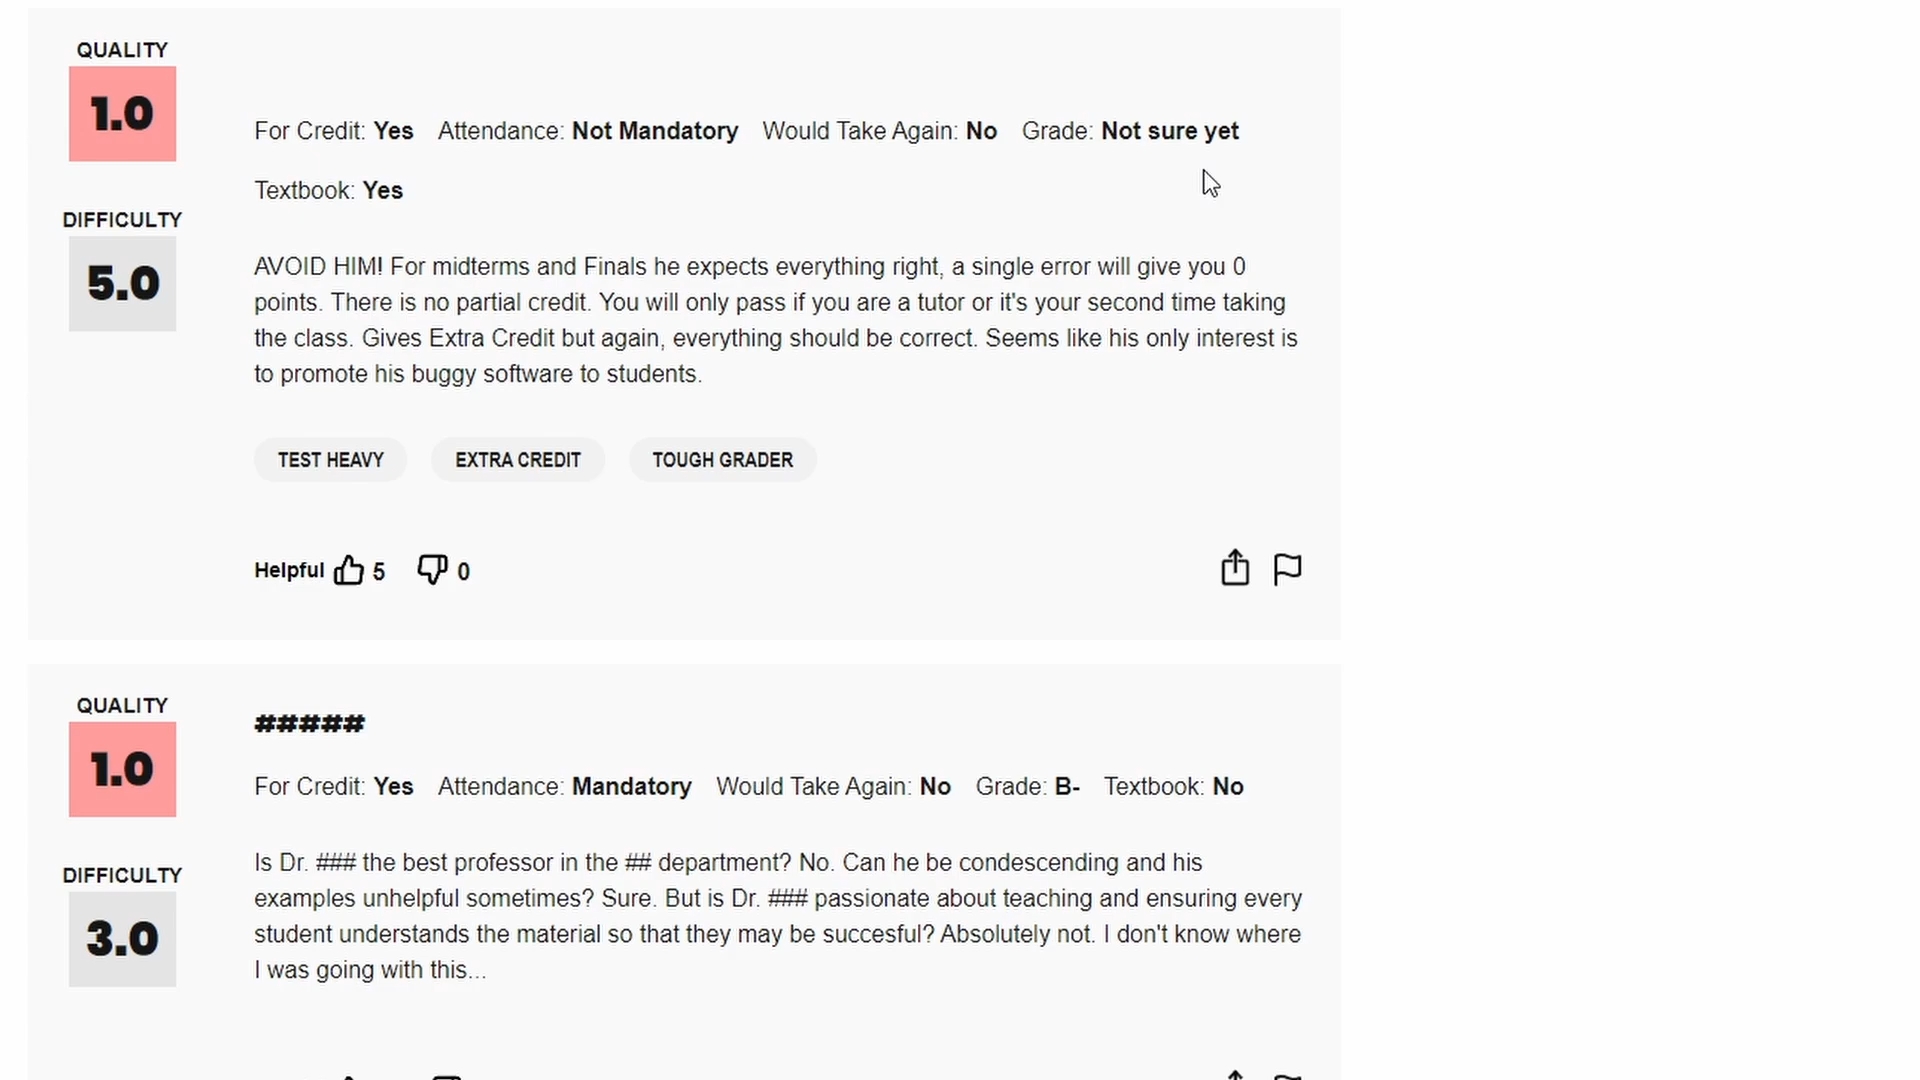 QUALITY
1.0
For Credit: Yes Attendance: Not Mandatory Would Take Again: No Grade: Not sure yet
Textbook: Yes
DIFFICULTY
5.0
AVOID HIM! For midterms and Finals he expects everything right, a single error will give you 0
points. There is no partial credit. You will only pass if you are a tutor or it's your second time taking
the class. Gives Extra Credit but again, everything should be correct. Seems like his only interest is
to promote his buggy software to students.
TEST HEAVY EXTRA CREDIT TOUGH GRADER
Helpful 5 0
QUALITY
1.0
#####
For Credit: Yes Attendance: Mandatory Would Take Again: No Grade: B- Textbook: No
DIFFICULTY
3.0
Is Dr. ### the best professor in the ## department? No. Can he be condescending and his
examples unhelpful sometimes? Sure. But is Dr. ### passionate about teaching and ensuring every
student understands the material so that they may be succesful? Absolutely not. I don't know where
I was going with this...